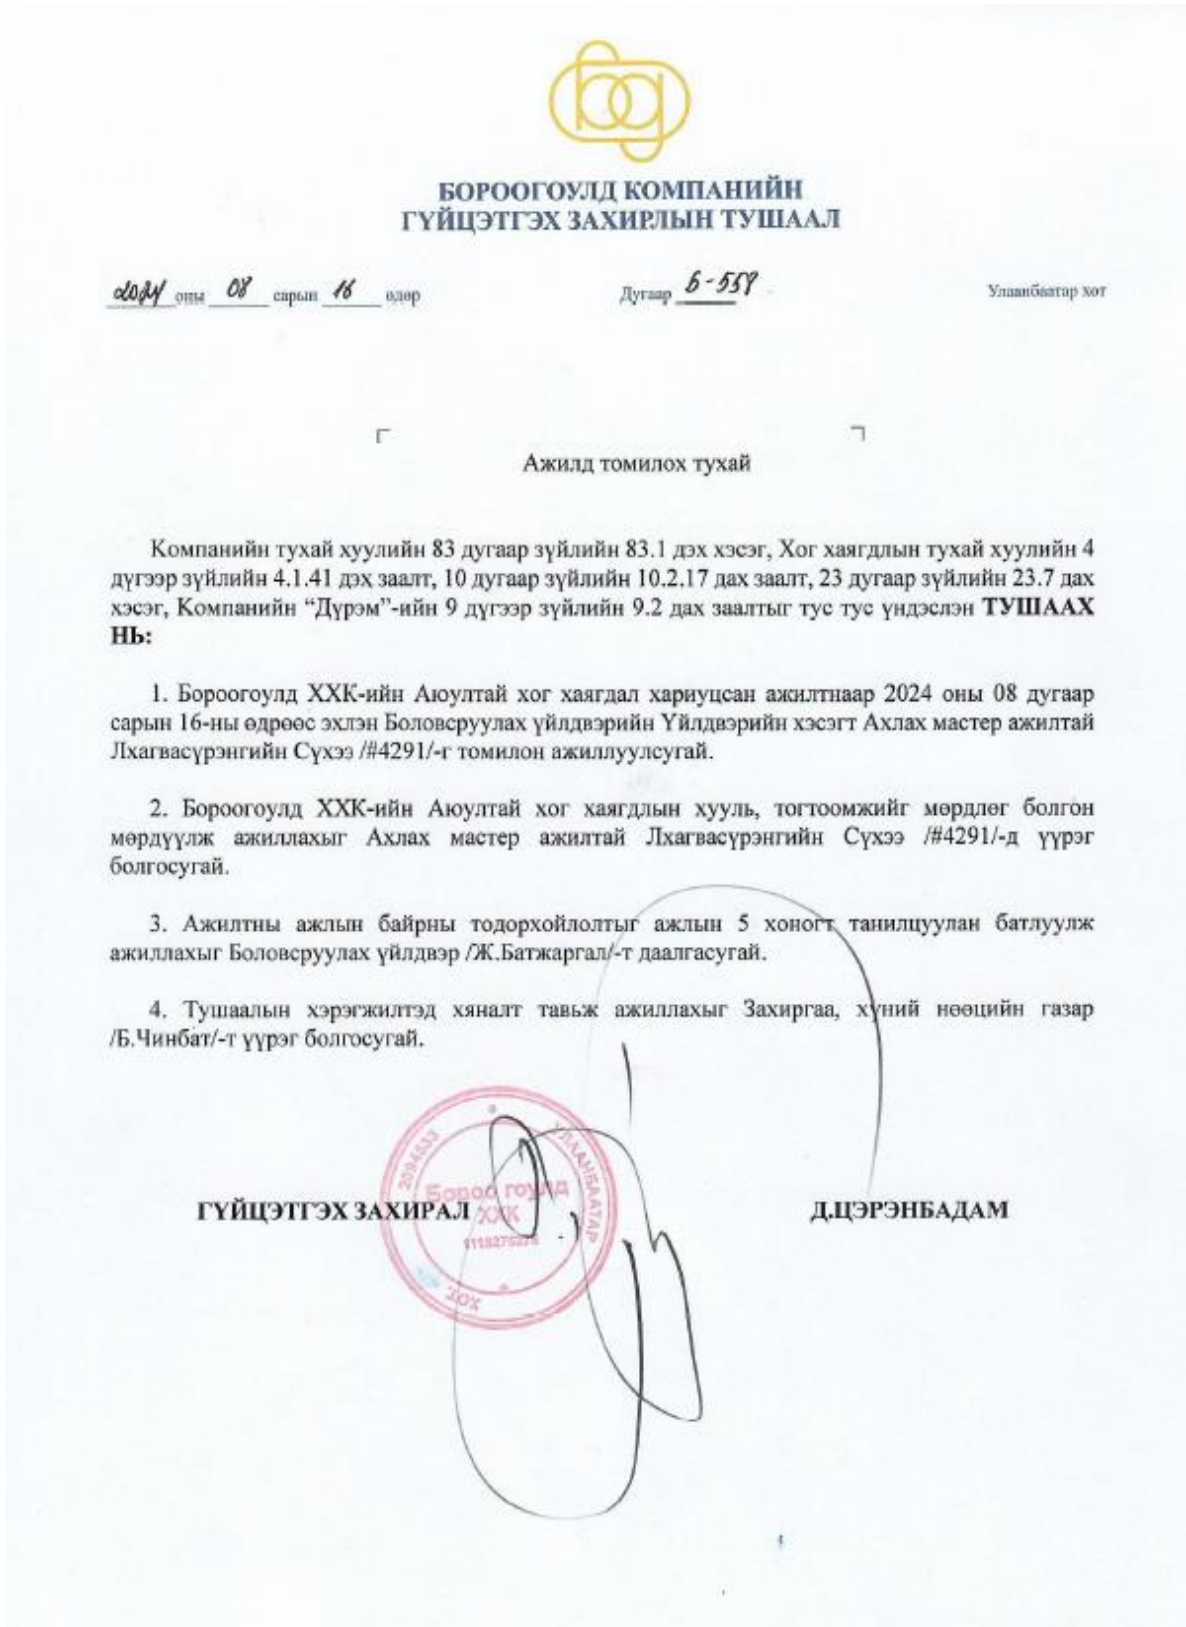 БОРООГОУЛД КОМПАНИЙН
ГҮЙЦЭТГЭХ ЗАХИРЛЫН ТУШААЛ
2024 оны 08 сарын 16 өдөр Дугаар Б-559 Улаанбаатар хот
Ажилд томилох тухай
Компанийн тухай хуулийн 83 дугаар зүйлийн 83.1 дэх хэсэг, Хог хаягдлын тухай хуулийн 4
дүгээр зүйлийн 4.1.41 дэх заалт, 10 дугаар зүйлийн 10.2.17 дах заалт, 23 дугаар зүйлийн 23.7 дах
хэсэг, Компанийн “Дүрэм”-ийн 9 дүгээр зүйлийн 9.2 дах заалтыг тус тус үндэслэн ТУШААХ
НЬ:
1. Бороогоулд ХХК-ийн Аюултай хог хаягдал хариуцсан ажилтнаар 2024 оны 08 дугаар
сарын 16-ны өдрөөс эхлэн Боловсруулах үйлдвэрийн Үйлдвэрийн хэсэгт Ахлах мастер ажилтай
Лхагвасүрэнгийн Сүхээ /#4291/-г томилон ажиллуулсугай.
2. Бороогоулд ХХК-ийн Аюултай хог хаягдлын хууль, тогтоомжийг мөрдлөг болгон
мөрдүүлж ажиллахыг Ахлах мастер ажилтай Лхагвасүрэнгийн Сүхээ /#4291/-д үүрэг
болгосугай.
3. Ажилтны ажлын байрны тодорхойлолтыг ажлын 5 хоногт танилцуулан батлуулж
ажиллахыг Боловсруулах үйлдвэр /Ж.Батжаргал/-т даалгасугай.
4. Тушаалын хэрэгжилтэд хяналт тавьж ажиллахыг Захиргаа, хүний нөөцийн газар
/Б.Чинбат/-т үүрэг болгосугай.
2094533 УЛААНБААТАР
ГҮЙЦЭТГЭХ ЗАХИРАЛ Бороо гоулд Д.ЦЭРЭНБАДАМ
ХХК
ХОТ